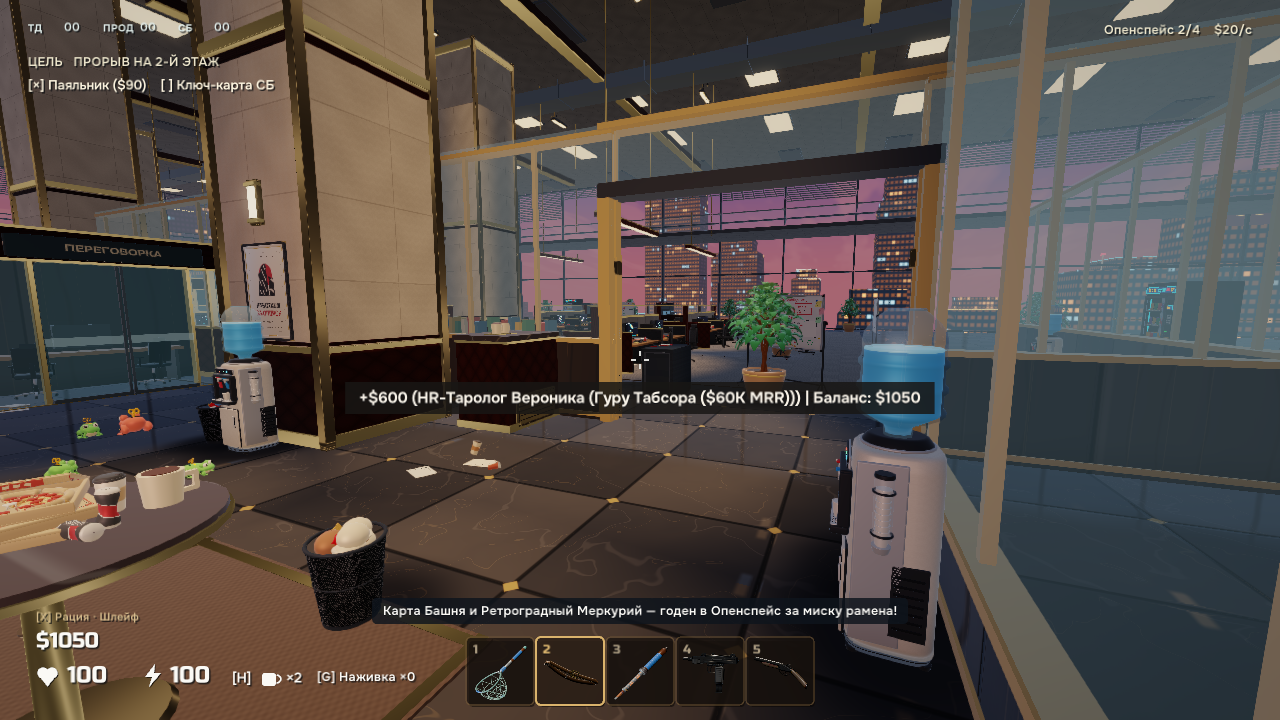 ТД 00 ПРОД 00 СБ 00
Опенспейс 2/4 $20/с
ЦЕЛЬ ПРОРЫВ НА 2-Й ЭТАЖ
[×] Паяльник ($90) [ ] Ключ-карта СБ
ПЕРЕГОВОРКА
+$600 (HR-Таролог Вероника (Гуру Табсора ($60K MRR))) | Баланс: $1050
Карта Башня и Ретроградный Меркурий — годен в Опенспейс за миску рамена!
[X] Рация · Шлейф
$1050
100 100 [H] ×2 [G] Наживка ×0
1 2 3 4 5